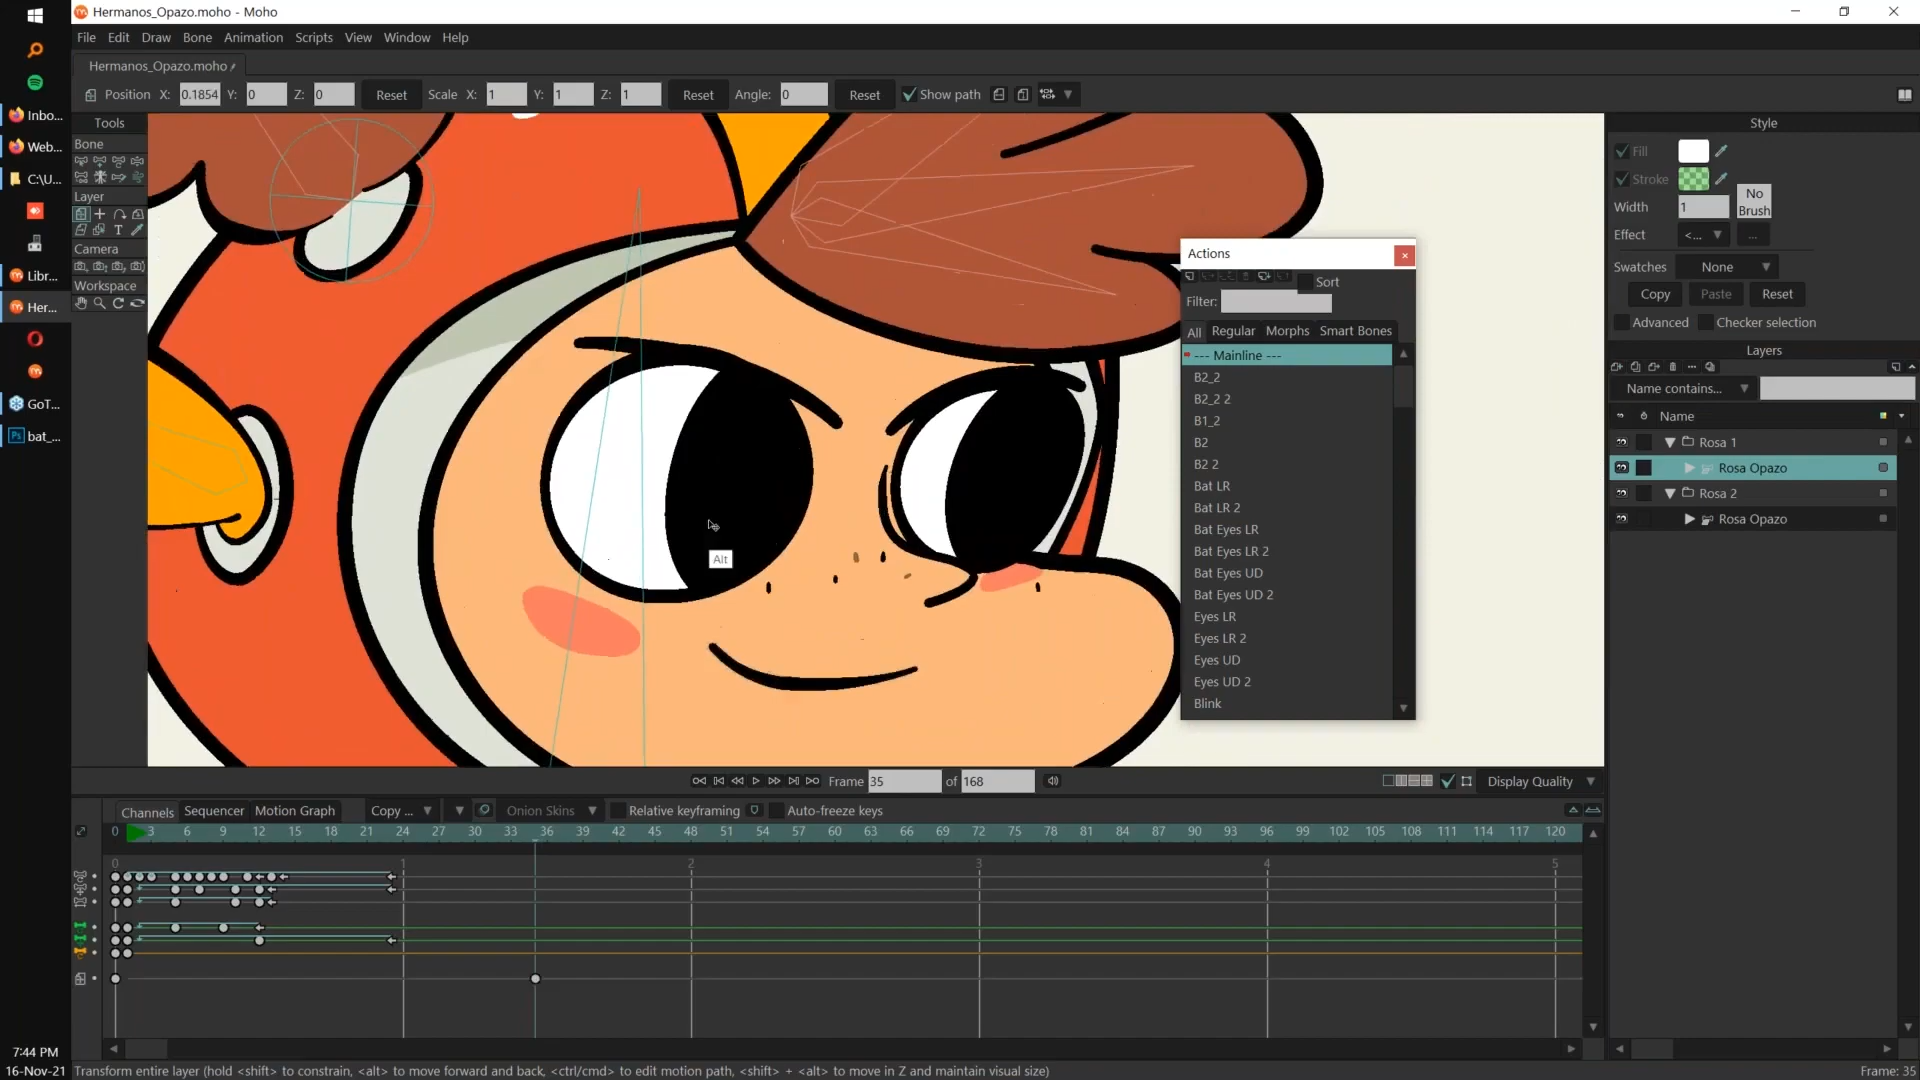 Hermanos_Opazo.moho - Moho
File Edit Draw Bone Animation Scripts View Window Help
Hermanos_Opazo.moho
Position X: 0.1854 Y: 0 Z: 0 Reset Scale X: 1 Y: 1 Z: 1 Reset Angle: 0 Reset Show path
Inbo...
Web...
C:\U...
Libr...
Her...
GoT...
Ps bat_...
7:44 PM
16-Nov-21
Tools
Bone
Layer
T
Camera
Workspace
Alt
Actions
Sort
Filter:
All Regular Morphs Smart Bones
--- Mainline ---
B2_2
B2_2 2
B1_2
B2
B2 2
Bat LR
Bat LR 2
Bat Eyes LR
Bat Eyes LR 2
Bat Eyes UD
Bat Eyes UD 2
Eyes LR
Eyes LR 2
Eyes UD
Eyes UD 2
Blink
Style
Fill
Stroke
No
Brush
Width 1
Effect <... ...
Swatches None
Copy Paste Reset
Advanced Checker selection
Layers
Name contains...
Name
Rosa 1
Rosa Opazo
Rosa 2
Rosa Opazo
Frame 35 of 168
Display Quality
Channels Sequencer Motion Graph Copy ... Onion Skins Relative keyframing Auto-freeze keys
0 3 6 9 12 15 18 21 24 27 30 33 36 39 42 45 48 51 54 57 60 63 66 69 72 75 78 81 84 87 90 93 96 99 102 105 108 111 114 117 120
0 1 2 3 4 5
Transform entire layer (hold <shift> to constrain, <alt> to move forward and back, <ctrl/cmd> to edit motion path, <shift> + <alt> to move in Z and maintain visual size)
Frame: 35